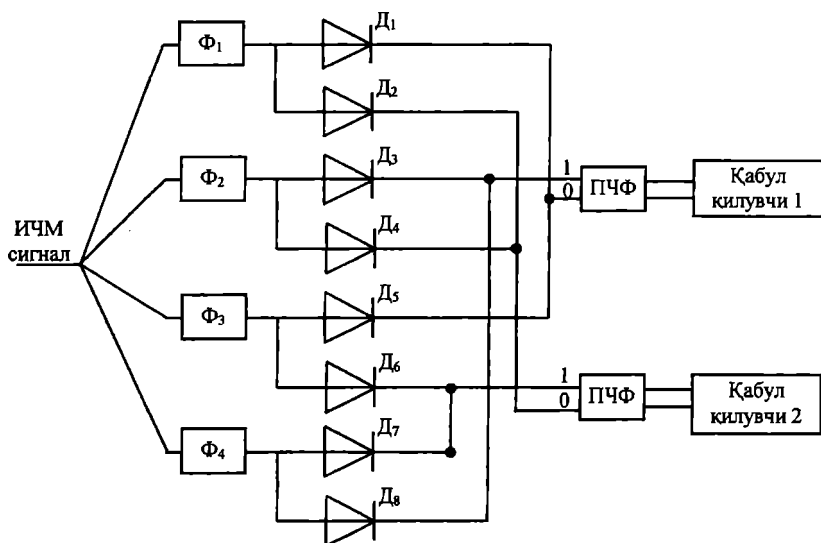 Ф₁
Д₁
Д₂
Ф₂
Д₃
Д₄
ИЧМ
сигнал
1
0
ПЧФ
Қабул
қилувчи 1
Ф₃
Д₅
Д₆
1
0
ПЧФ
Қабул
қилувчи 2
Ф₄
Д₇
Д₈